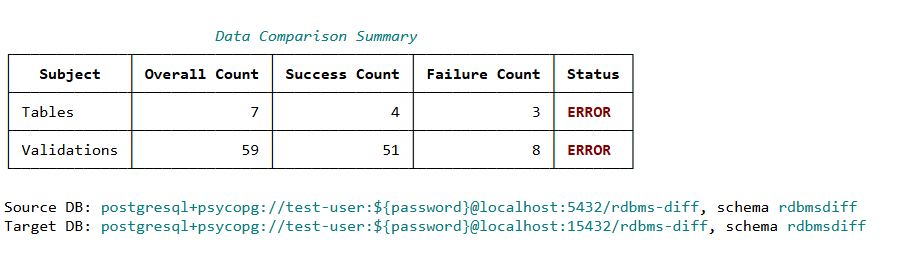 Data Comparison Summary
Subject Overall Count Success Count Failure Count Status
Tables 7 4 3 ERROR
Validations 59 51 8 ERROR
Source DB: postgresql+psycopg://test-user:${password}@localhost:5432/rdbms-diff, schema rdbmsdiff
Target DB: postgresql+psycopg://test-user:${password}@localhost:15432/rdbms-diff, schema rdbmsdiff